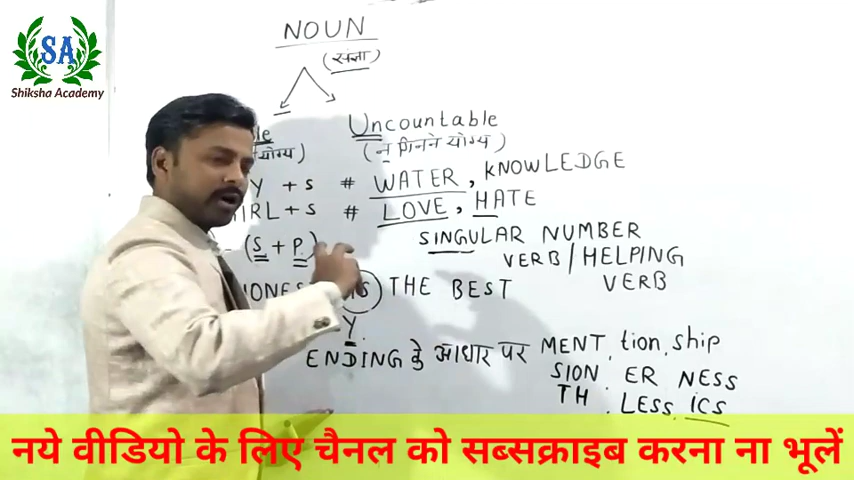 SA
Shiksha Academy
NOUN
(संज्ञा)
Uncountable
योग्य) (न गिनने योग्य)
Y + S # WATER, KNOWLEDGE
IRL + S # LOVE, HATE
(S + P) SINGULAR NUMBER
VERB/HELPING
VERB
THE BEST
Y.
ENDING के आधार पर MENT, tion, ship
SION, ER NESS
TH, LESS, ICS
नये वीडियो के लिए चैनल को सब्सक्राइब करना ना भूलें